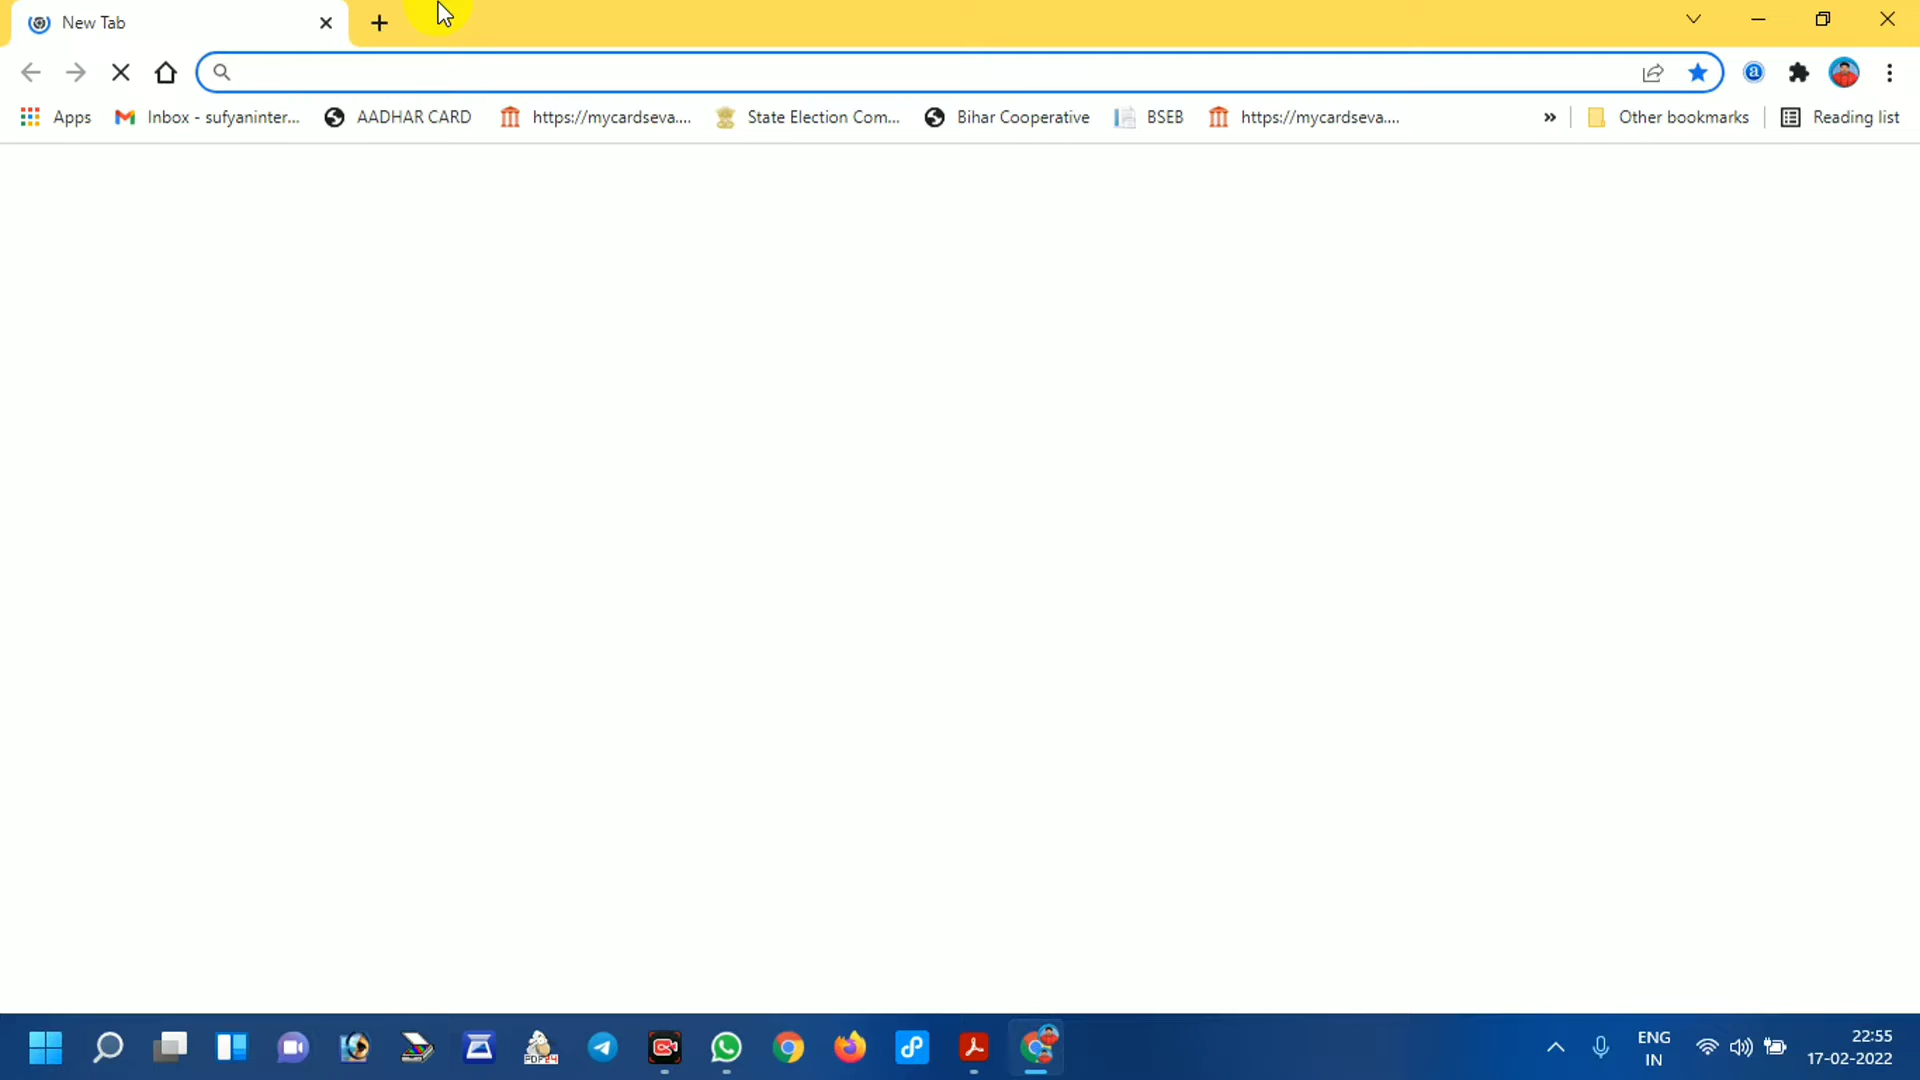 New Tab
Apps
Inbox - sufyaninter...
AADHAR CARD
https://mycardseva....
State Election Com...
Bihar Cooperative
BSEB
https://mycardseva....
»
Other bookmarks
Reading list
PDF24
ENG
IN
22:55
17-02-2022